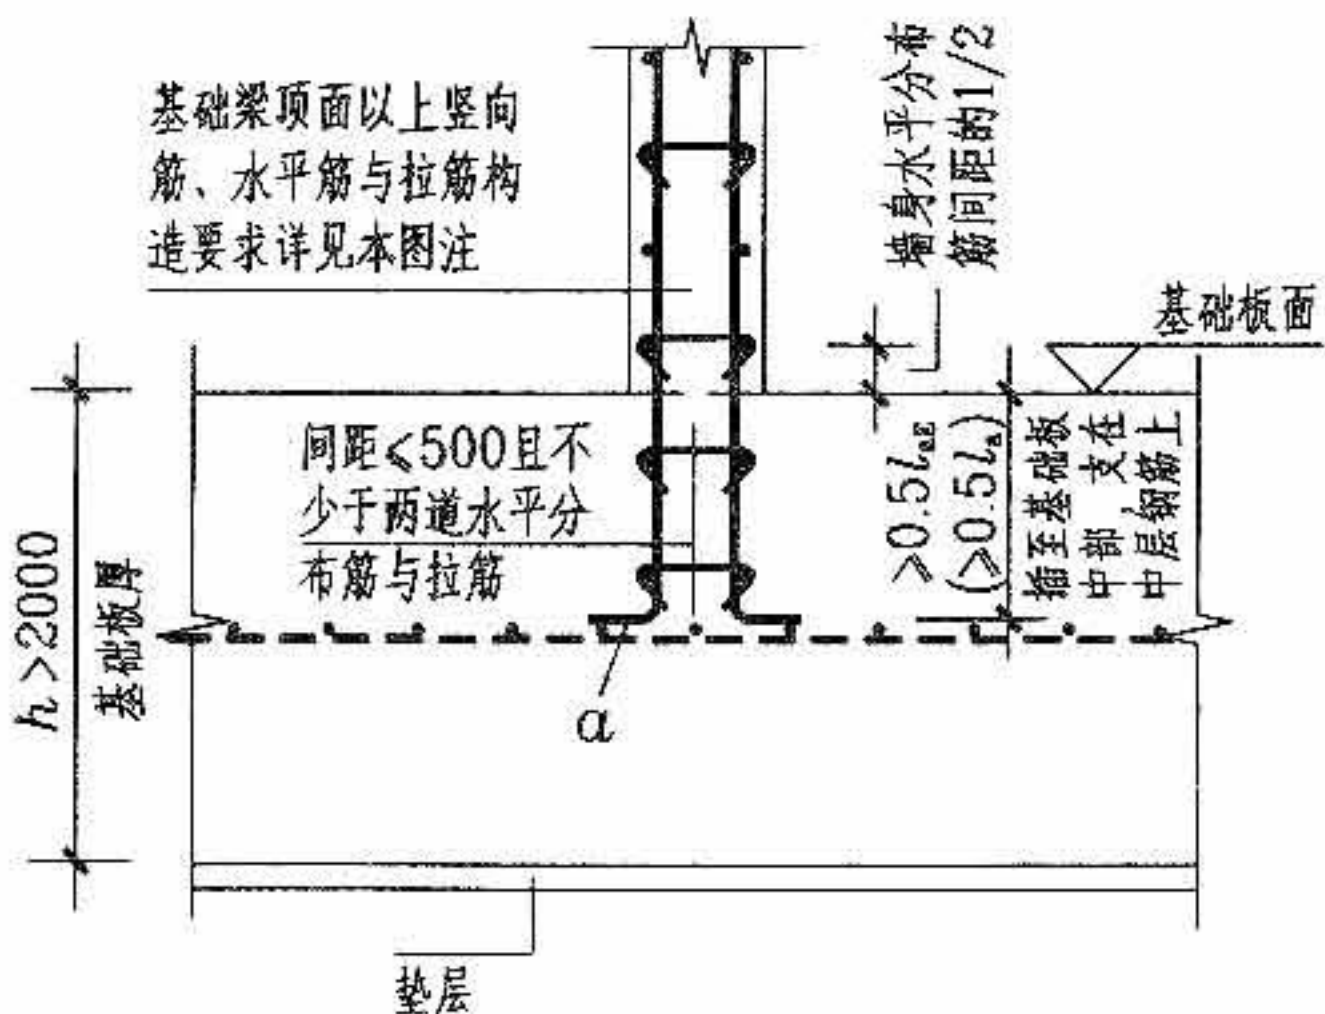 基础梁顶面以上竖向
筋、水平筋与拉筋构
造要求详见本图注
墙身水平分布
筋间距的1/2
基础板面
间距<500且不
少于两道水平分
布筋与拉筋
>0.5laE
(>0.5la)
插至基础板
中部,支在
中层钢筋上
h>2000
基础板厚
a
垫层